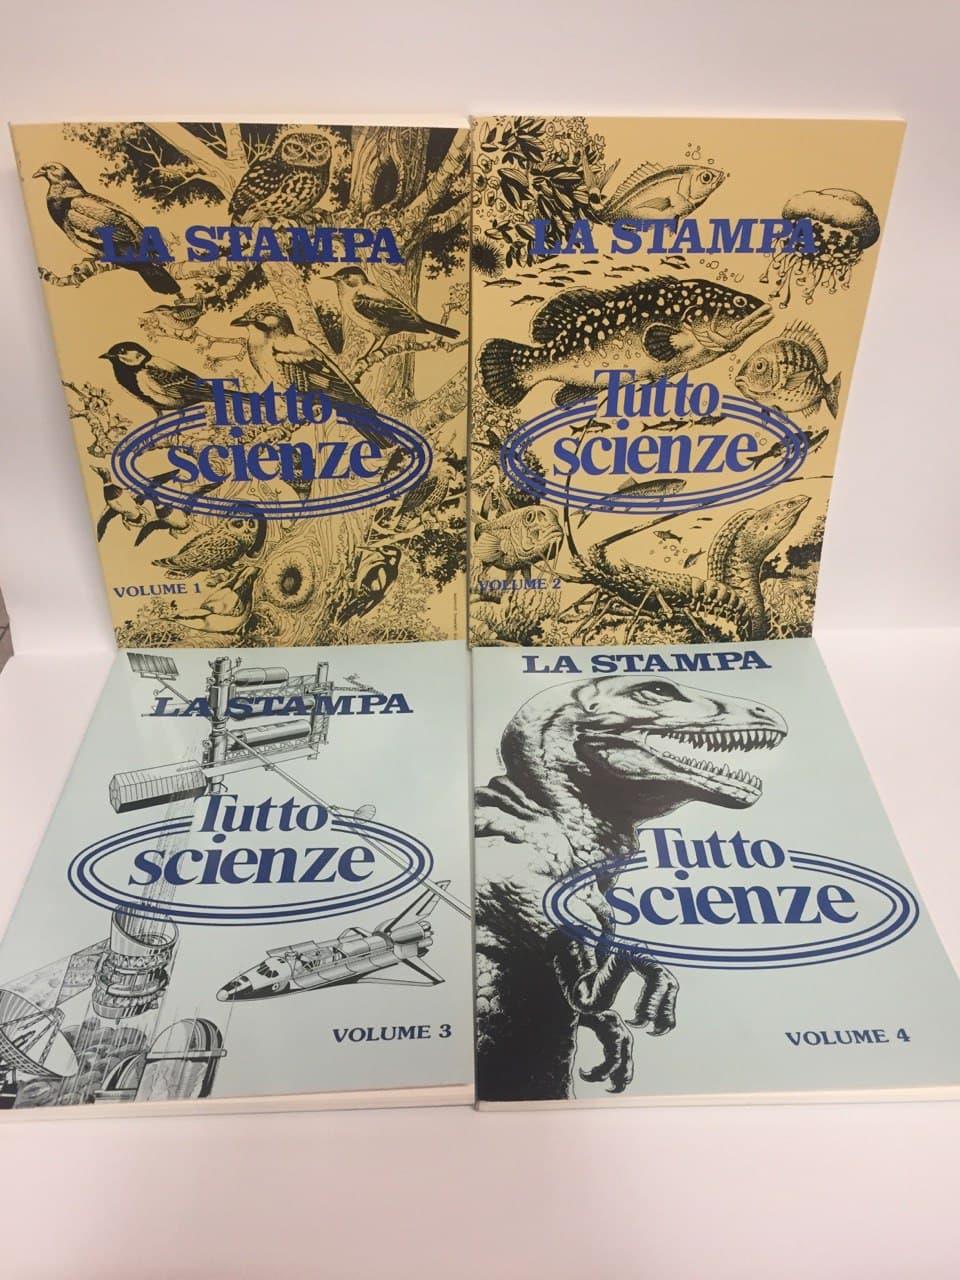 LA STAMPA
Tutto
scienze
VOLUME 1
LA STAMPA
Tutto
scienze
VOLUME 2
LA STAMPA
Tutto
scienze
VOLUME 3
LA STAMPA
Tutto
scienze
VOLUME 4